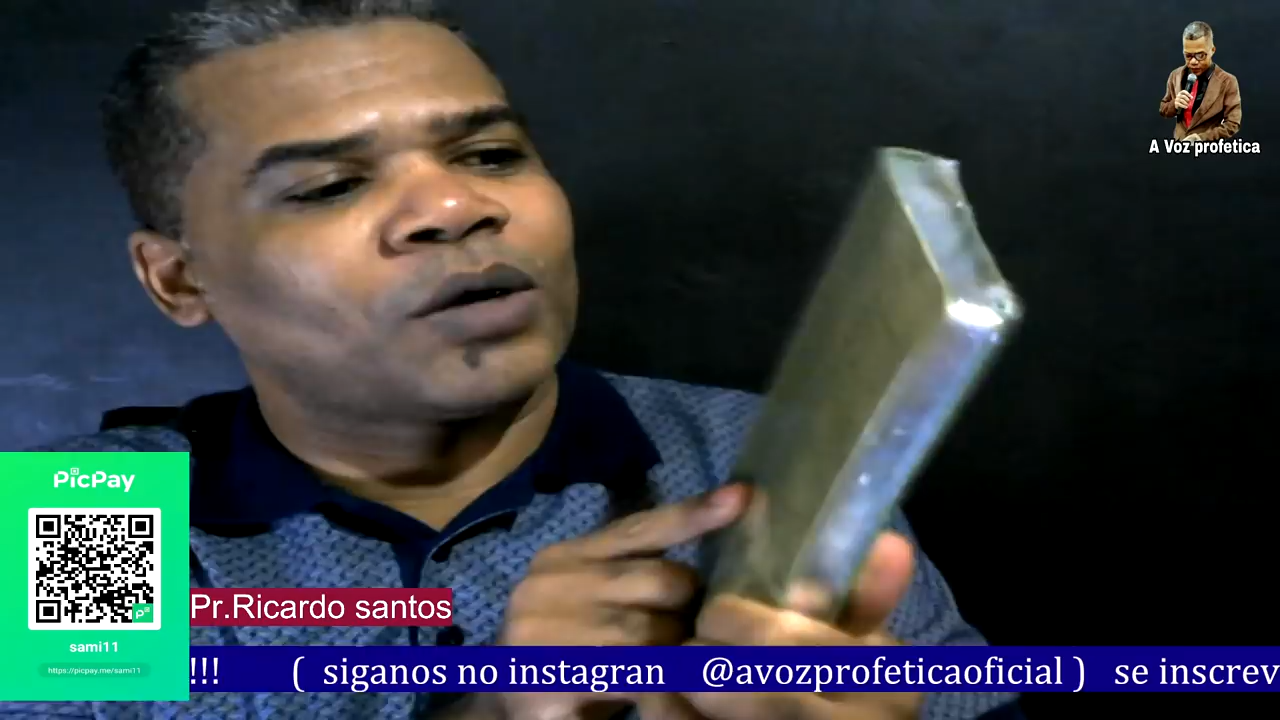 A Voz profetica
PicPay
sami11
https://picpay.me/sami11
Pr.Ricardo santos
!!! ( siganos no instagran @avozprofeticaoficial ) se inscrev